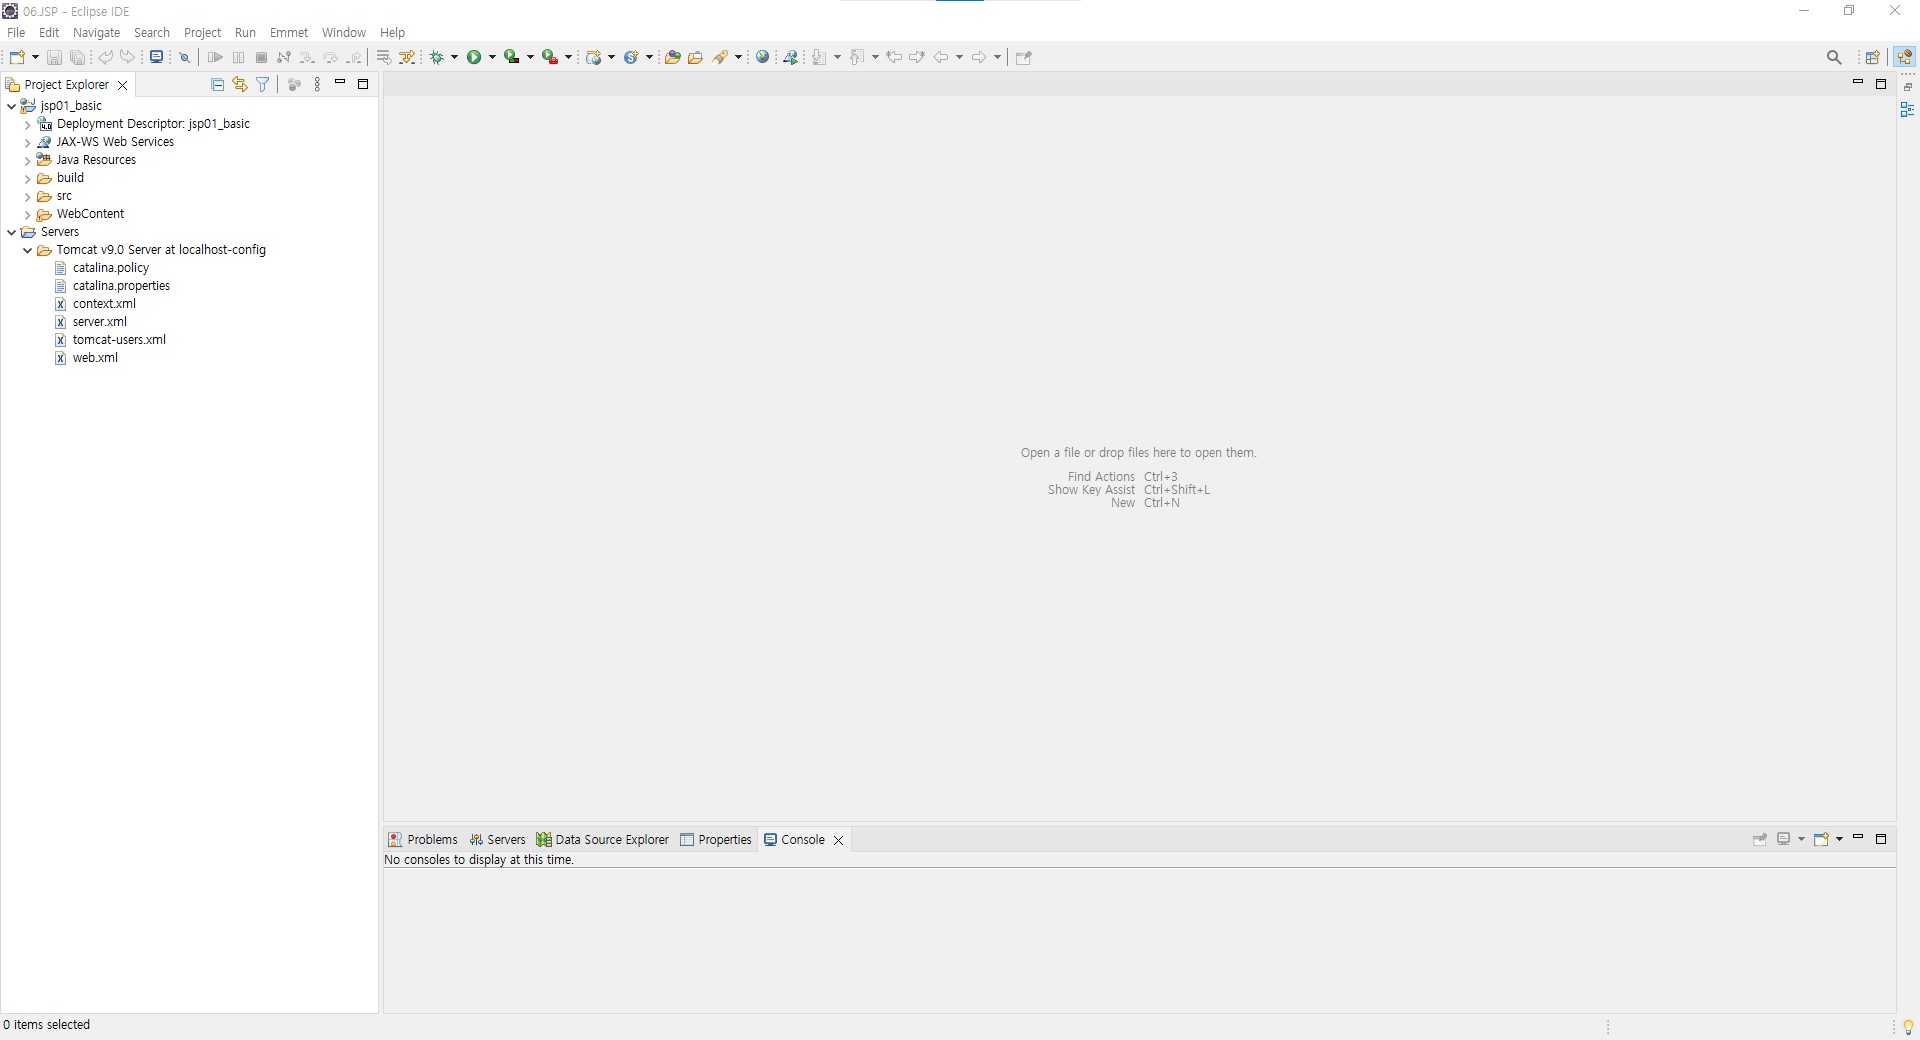 06.JSP - Eclipse IDE
File Edit Navigate Search Project Run Emmet Window Help
Project Explorer
jsp01_basic
Deployment Descriptor: jsp01_basic
JAX-WS Web Services
Java Resources
build
src
WebContent
Servers
Tomcat v9.0 Server at localhost-config
catalina.policy
catalina.properties
context.xml
server.xml
tomcat-users.xml
web.xml
Open a file or drop files here to open them.
Find Actions Ctrl+3
Show Key Assist Ctrl+Shift+L
New Ctrl+N
Problems Servers Data Source Explorer Properties Console
No consoles to display at this time.
0 items selected